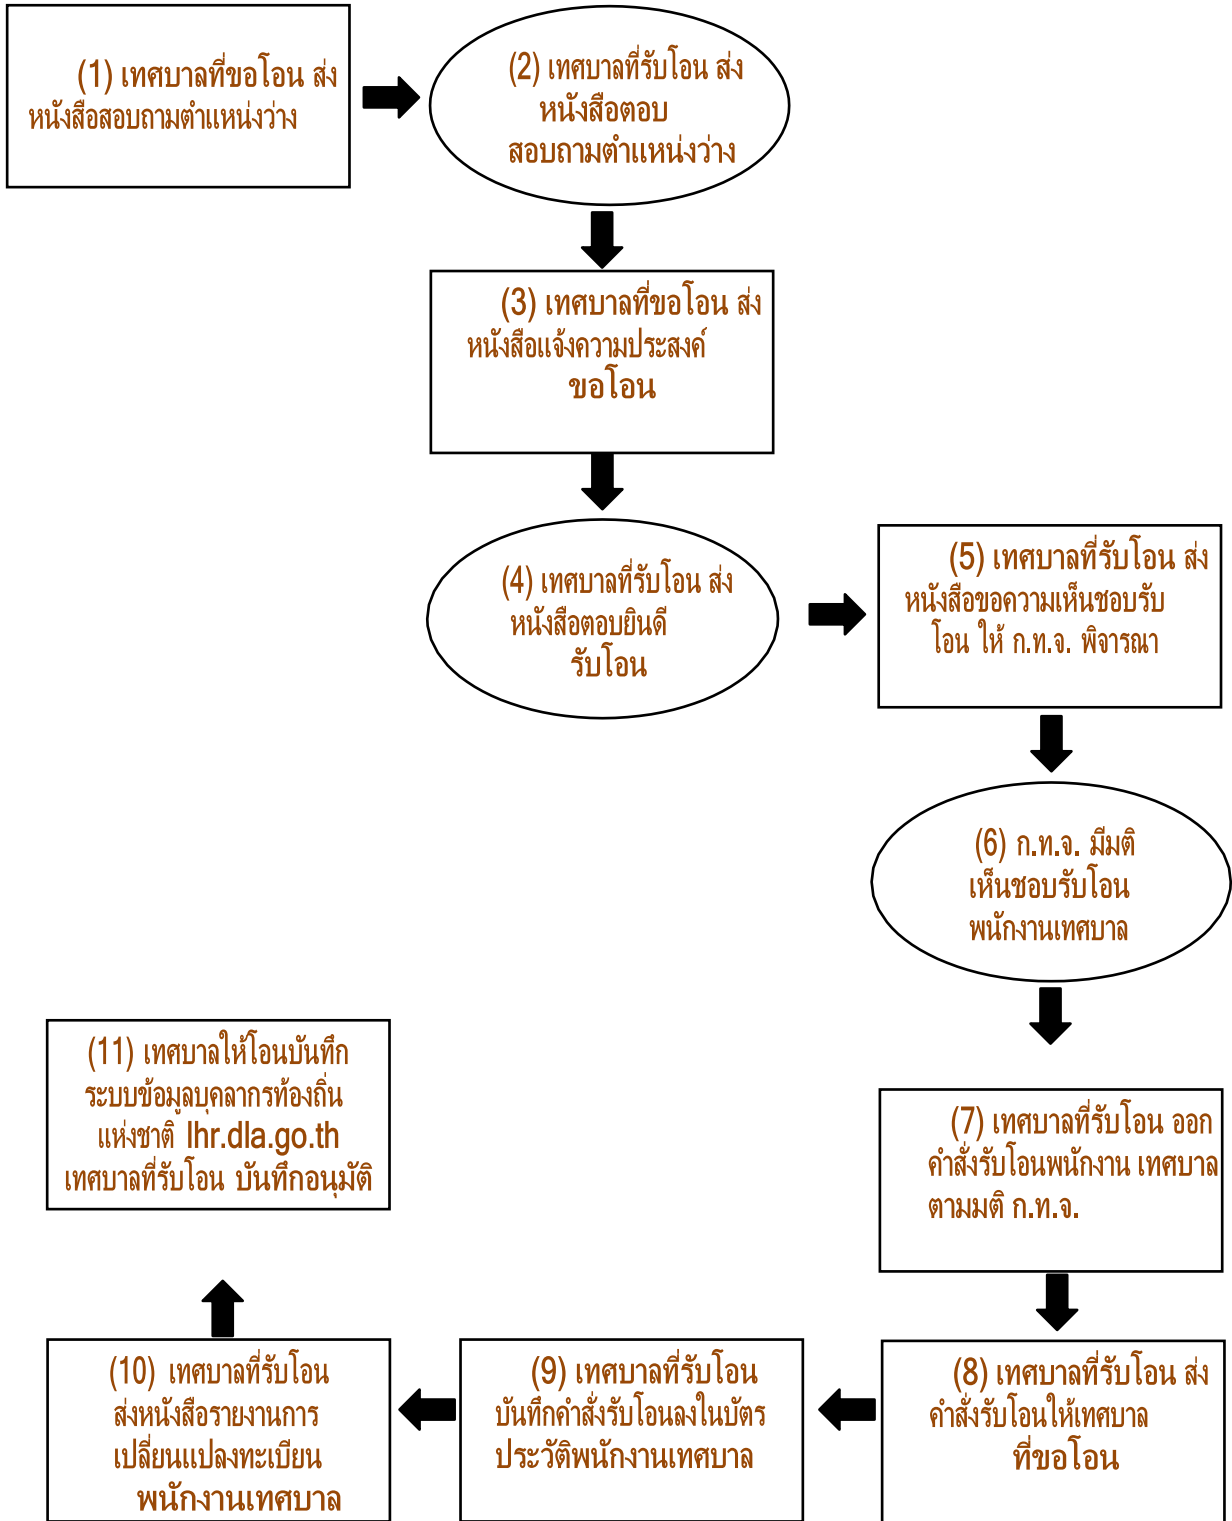 (1) เทศบาลที่ขอโอน ส่ง
หนังสือสอบถามตำแหน่งว่าง
(2) เทศบาลที่รับโอน ส่ง
หนังสือตอบ
สอบถามตำแหน่งว่าง
(3) เทศบาลที่ขอโอน ส่ง
หนังสือแจ้งความประสงค์
ขอโอน
(4) เทศบาลที่รับโอน ส่ง
หนังสือตอบยินดี
รับโอน
(5) เทศบาลที่รับโอน ส่ง
หนังสือขอความเห็นชอบรับ
โอน ให้ ก.ท.จ. พิจารณา
(6) ก.ท.จ. มีมติ
เห็นชอบรับโอน
พนักงานเทศบาล
(7) เทศบาลที่รับโอน ออก
คำสั่งรับโอนพนักงาน เทศบาล
ตามมติ ก.ท.จ.
(8) เทศบาลที่รับโอน ส่ง
คำสั่งรับโอนให้เทศบาล
ที่ขอโอน
(9) เทศบาลที่รับโอน
บันทึกคำสั่งรับโอนลงในบัตร
ประวัติพนักงานเทศบาล
(10) เทศบาลที่รับโอน
ส่งหนังสือรายงานการ
เปลี่ยนแปลงทะเบียน
พนักงานเทศบาล
(11) เทศบาลให้โอนบันทึก
ระบบข้อมูลบุคลากรท้องถิ่น
แห่งชาติ lhr.dla.go.th
เทศบาลที่รับโอน บันทึกอนุมัติ